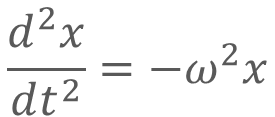 d²x/dt² = −ω²x